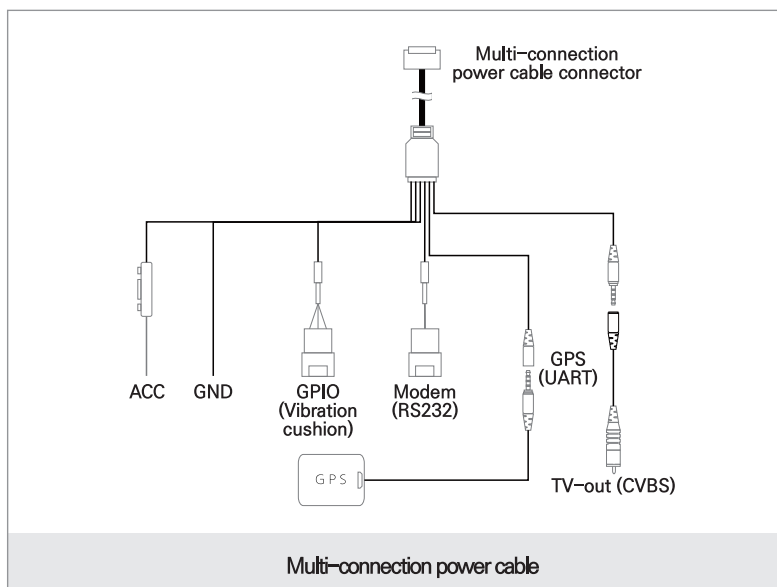 Multi-connection
power cable connector
GPS
(UART)
ACC
GND
GPIO
(Vibration
cushion)
Modem
(RS232)
GPS
TV-out (CVBS)
Multi-connection power cable